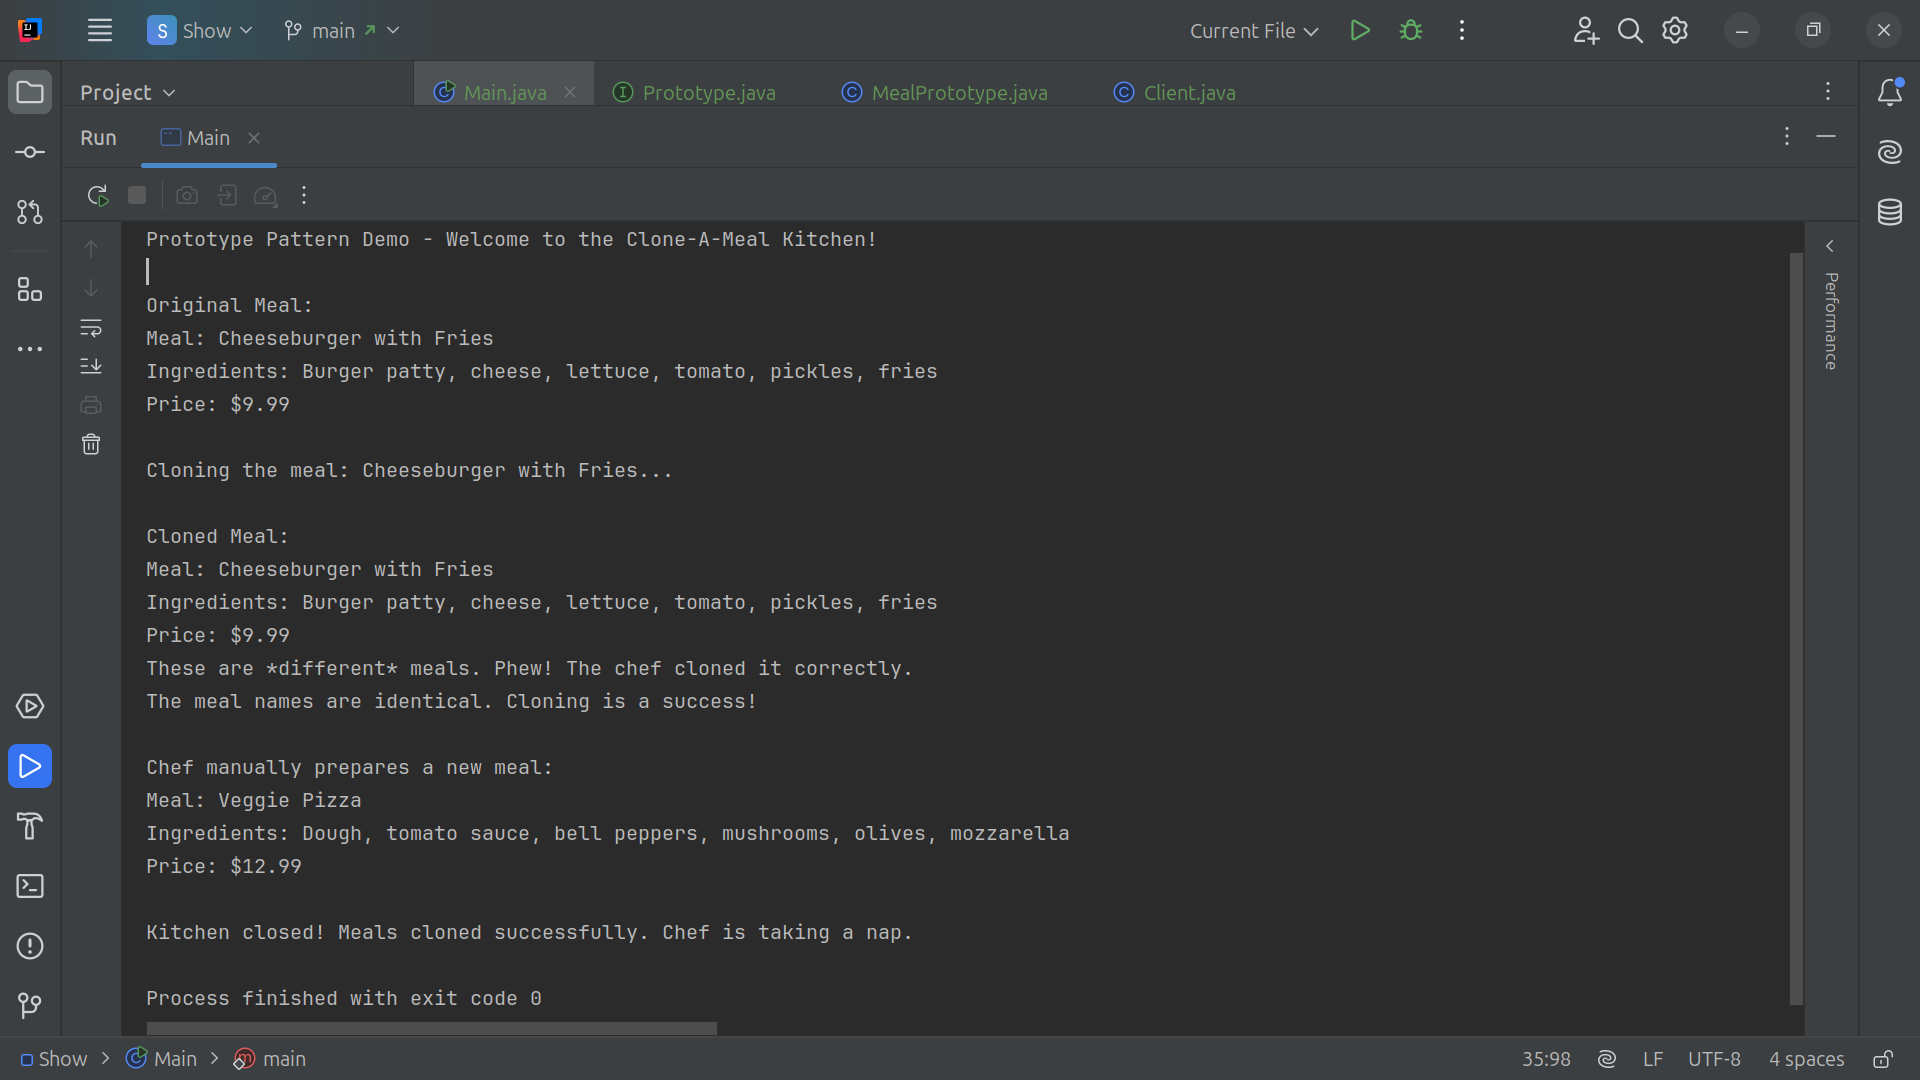 S Show main Current File
Project Main.java Prototype.java MealPrototype.java Client.java
Run Main
Prototype Pattern Demo - Welcome to the Clone-A-Meal Kitchen!
Original Meal:
Meal: Cheeseburger with Fries
Ingredients: Burger patty, cheese, lettuce, tomato, pickles, fries
Price: $9.99
Cloning the meal: Cheeseburger with Fries...
Cloned Meal:
Meal: Cheeseburger with Fries
Ingredients: Burger patty, cheese, lettuce, tomato, pickles, fries
Price: $9.99
These are *different* meals. Phew! The chef cloned it correctly.
The meal names are identical. Cloning is a success!
Chef manually prepares a new meal:
Meal: Veggie Pizza
Ingredients: Dough, tomato sauce, bell peppers, mushrooms, olives, mozzarella
Price: $12.99
Kitchen closed! Meals cloned successfully. Chef is taking a nap.
Process finished with exit code 0
Performance
Show Main main 35:98 LF UTF-8 4 spaces